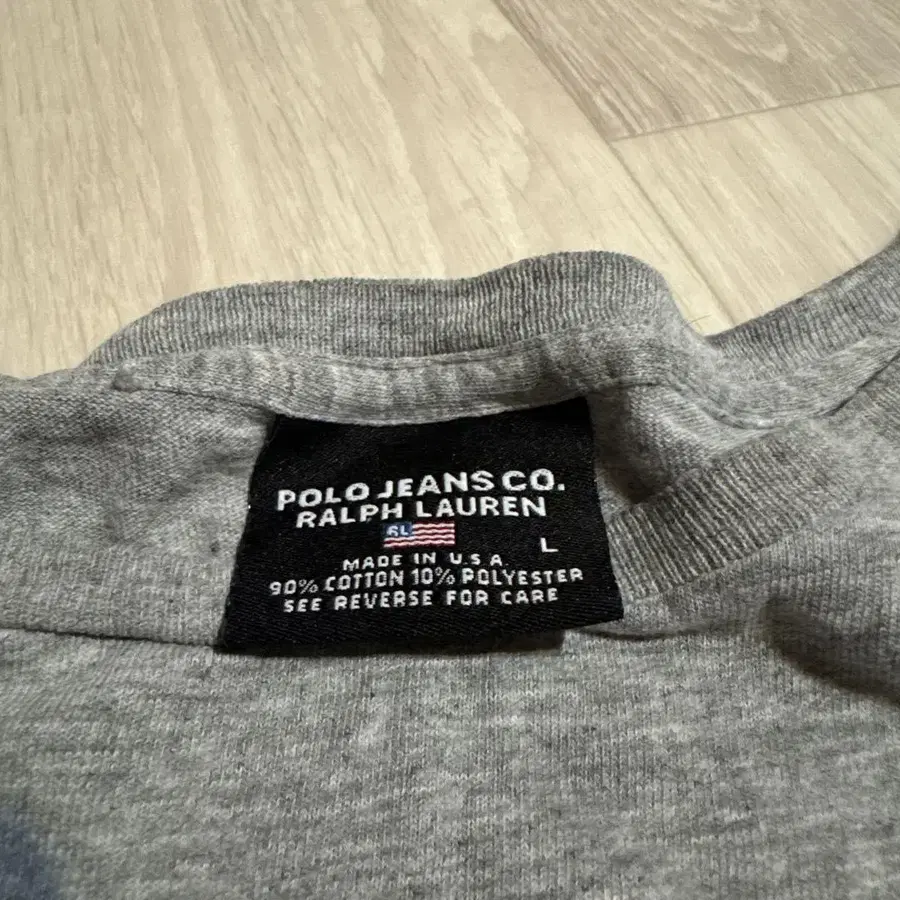 POLO JEANS CO.
RALPH LAUREN
RL
L
MADE IN U.S.A.
90% COTTON 10% POLYESTER
SEE REVERSE FOR CARE